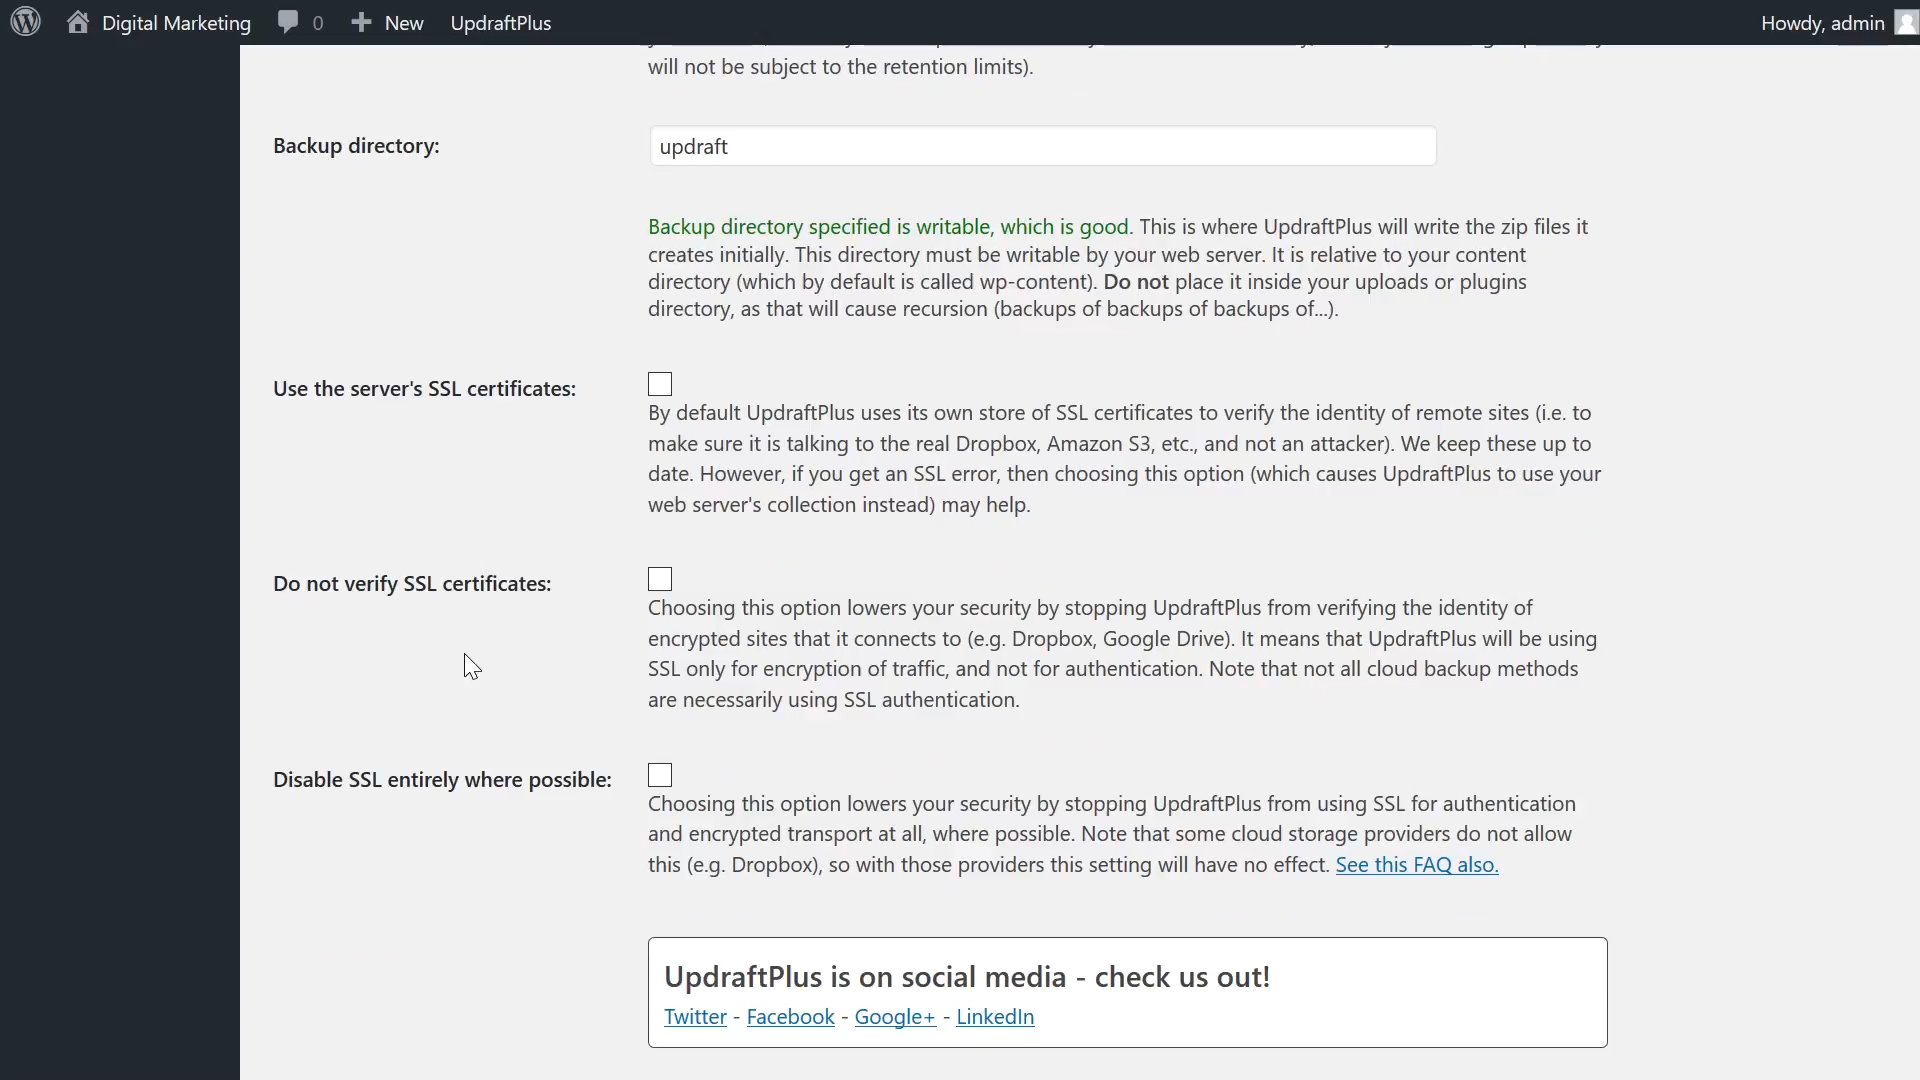 Digital Marketing
0
New
UpdraftPlus
Howdy, admin
will not be subject to the retention limits).
Backup directory:
updraft
Backup directory specified is writable, which is good. This is where UpdraftPlus will write the zip files it
creates initially. This directory must be writable by your web server. It is relative to your content
directory (which by default is called wp-content). Do not place it inside your uploads or plugins
directory, as that will cause recursion (backups of backups of backups of...).
Use the server's SSL certificates:
By default UpdraftPlus uses its own store of SSL certificates to verify the identity of remote sites (i.e. to
make sure it is talking to the real Dropbox, Amazon S3, etc., and not an attacker). We keep these up to
date. However, if you get an SSL error, then choosing this option (which causes UpdraftPlus to use your
web server's collection instead) may help.
Do not verify SSL certificates:
Choosing this option lowers your security by stopping UpdraftPlus from verifying the identity of
encrypted sites that it connects to (e.g. Dropbox, Google Drive). It means that UpdraftPlus will be using
SSL only for encryption of traffic, and not for authentication. Note that not all cloud backup methods
are necessarily using SSL authentication.
Disable SSL entirely where possible:
Choosing this option lowers your security by stopping UpdraftPlus from using SSL for authentication
and encrypted transport at all, where possible. Note that some cloud storage providers do not allow
this (e.g. Dropbox), so with those providers this setting will have no effect. See this FAQ also.
UpdraftPlus is on social media - check us out!
Twitter - Facebook - Google+ - LinkedIn